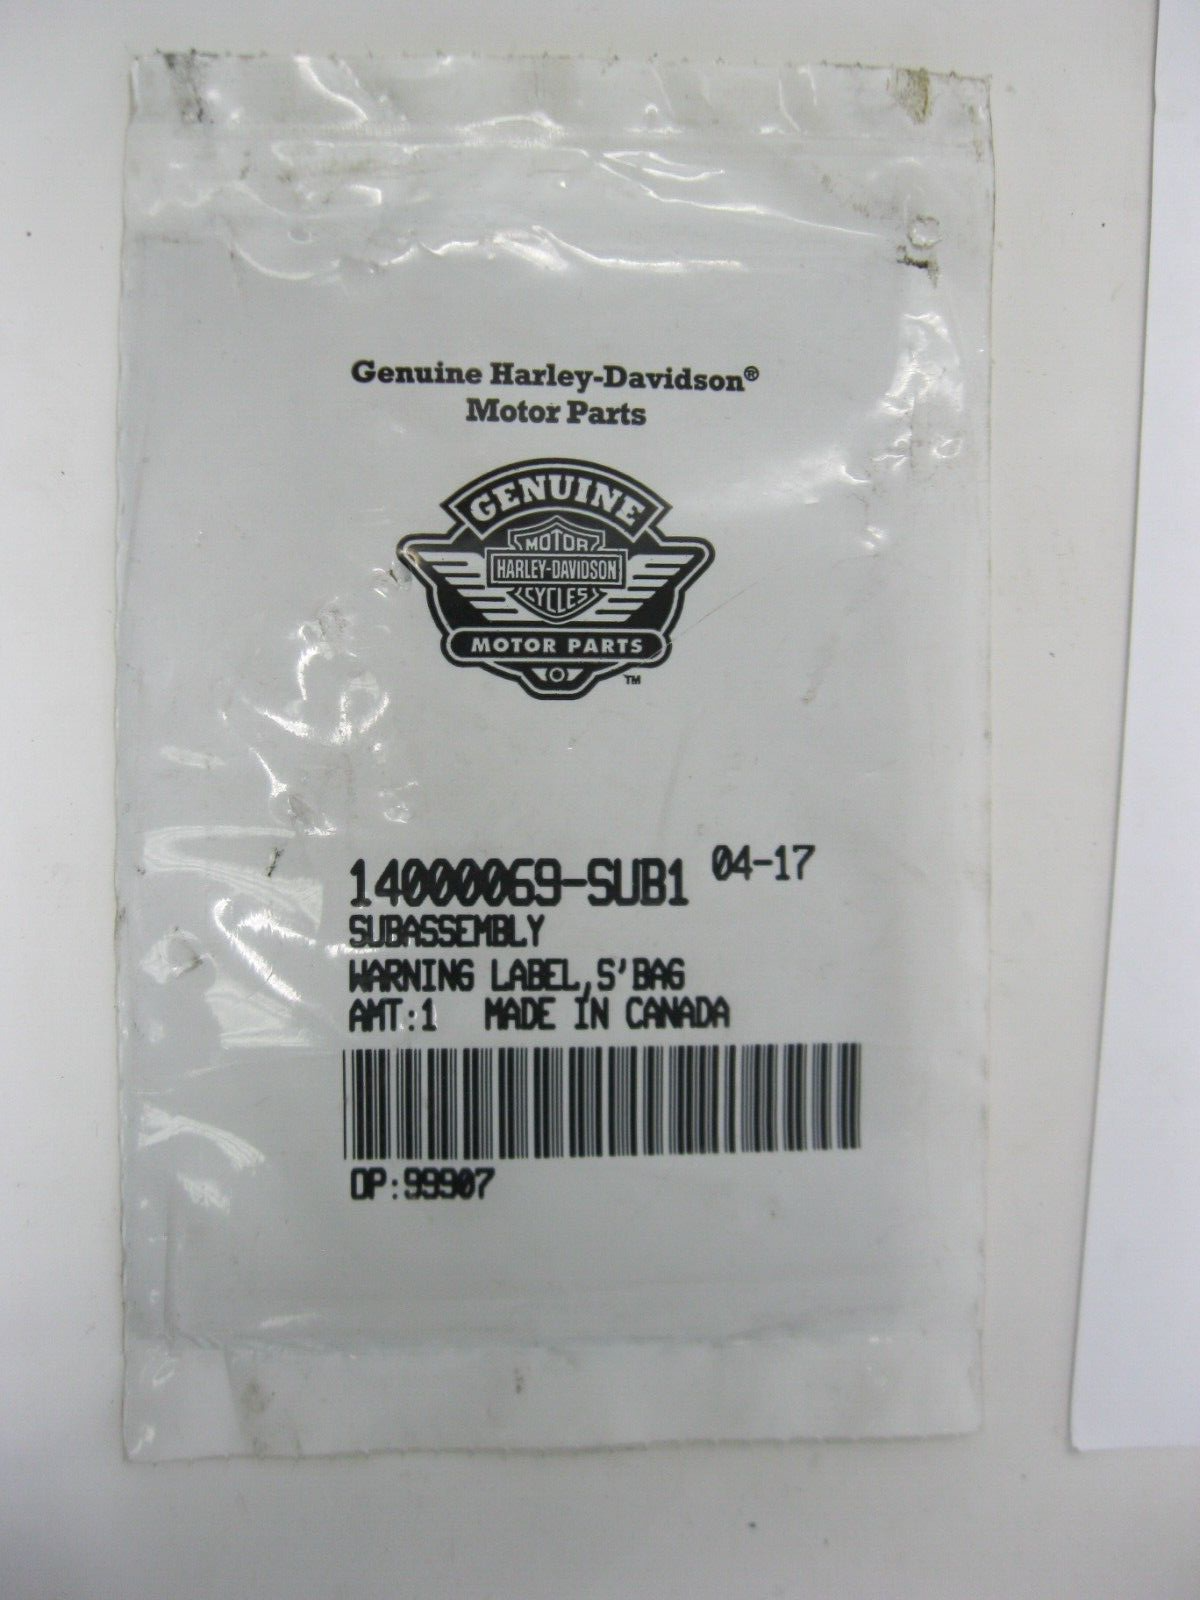 Genuine Harley-Davidson®
Motor Parts
GENUINE
MOTOR
HARLEY-DAVIDSON
CYCLES
MOTOR PARTS
TM
14000069-SUB1 04-17
SUBASSEMBLY
WARNING LABEL,S'BAG
AMT:1 MADE IN CANADA
OP:99907